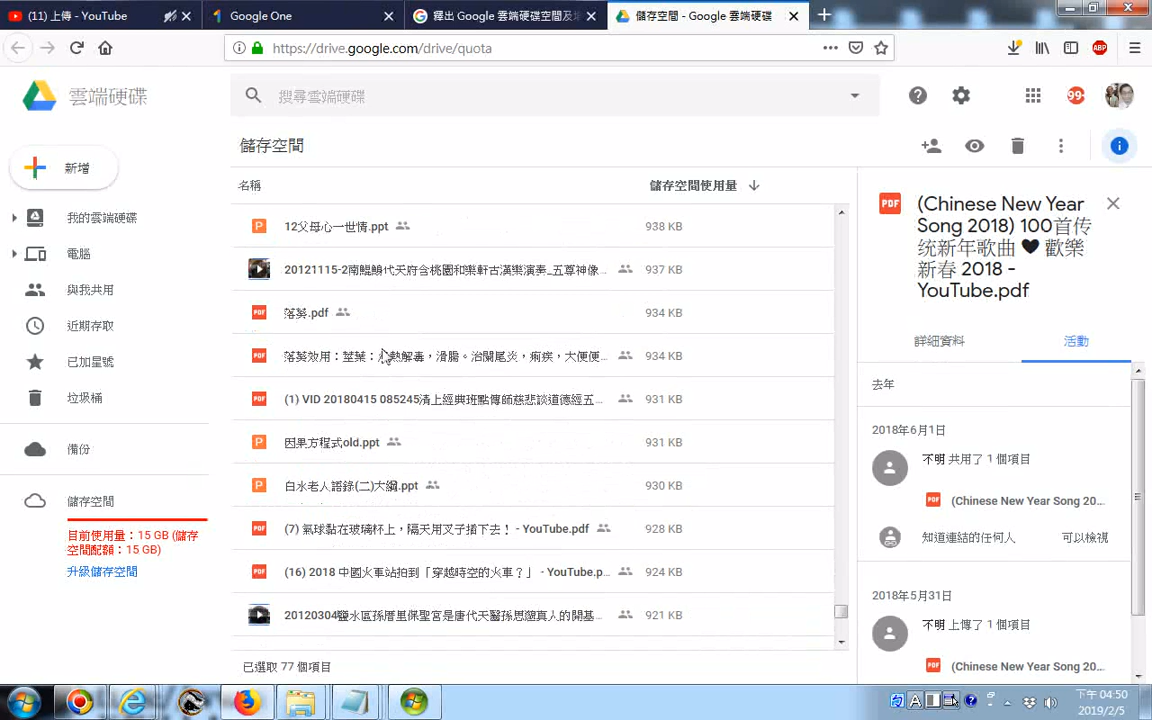 (11) 上傳 - YouTube
Google One
釋出 Google 雲端硬碟空間及增
儲存空間 - Google 雲端硬碟
https://drive.google.com/drive/quota
ABP
雲端硬碟
搜尋雲端硬碟
99+
新增
我的雲端硬碟
電腦
與我共用
近期存取
已加星號
垃圾桶
備份
儲存空間
目前使用量：15 GB (儲存
空間配額：15 GB)
升級儲存空間
儲存空間
名稱
儲存空間使用量
12父母心一世情.ppt
938 KB
20121115-2南鯤鯓代天府含桃園和樂軒古漢樂演奏_五尊神像...
937 KB
落葵.pdf
934 KB
落葵效用：莖葉：熱解毒，滑腸。治闌尾炎，痢疾，大便便...
934 KB
(1) VID 20180415 085245清上經典班點傳師慈悲談道德經五...
931 KB
因果方程式old.ppt
931 KB
白水老人語錄(二)大綱.ppt
930 KB
(7) 氣球黏在玻璃杯上，隔天用叉子插下去！ - YouTube.pdf
928 KB
(16) 2018 中國火車站拍到「穿越時空的火車？」 - YouTube.p...
924 KB
20120304鹽水區孫厝里保聖宮是唐代天醫孫思邈真人的開基...
921 KB
已選取 77 個項目
PDF
(Chinese New Year
Song 2018) 100首传
统新年歌曲 ♥ 歡樂
新春 2018 -
YouTube.pdf
詳細資料
活動
去年
2018年6月1日
不明 共用了 1 個項目
PDF
(Chinese New Year Song 20...
知道連結的任何人
可以檢視
2018年5月31日
不明 上傳了 1 個項目
PDF
(Chinese New Year Song 20...
下午 04:50
2019/2/5